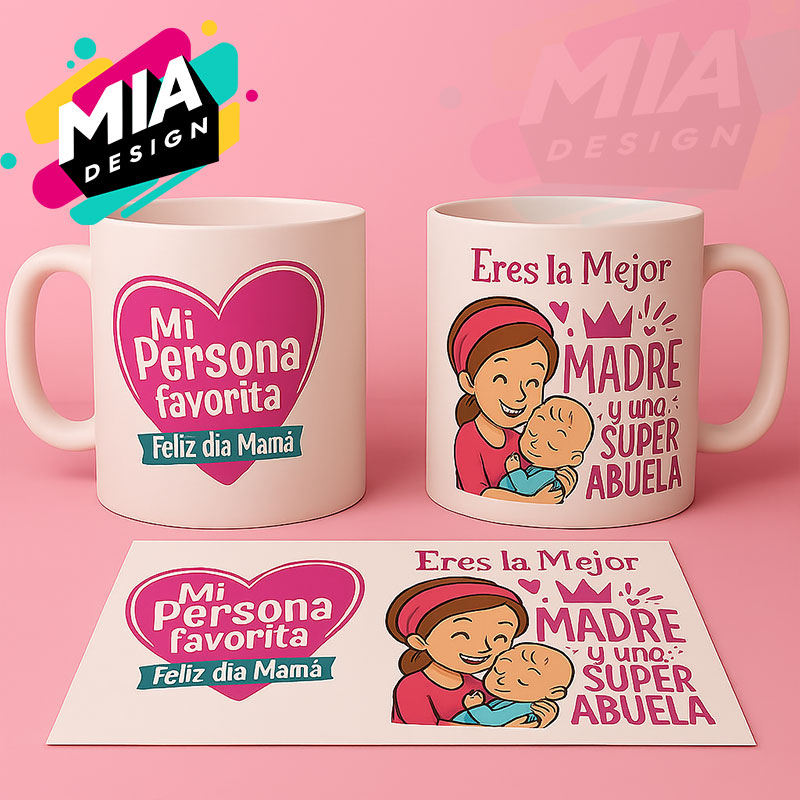 MIA
DESIGN
MIA
DESIGN
Mi
Persona
favorita
Feliz dia Mamá
Eres la Mejor
MADRE
y una
SUPER
ABUELA
Mi
Persona
favorita
Feliz dia Mamá
Eres la Mejor
MADRE
y una
SUPER
ABUELA